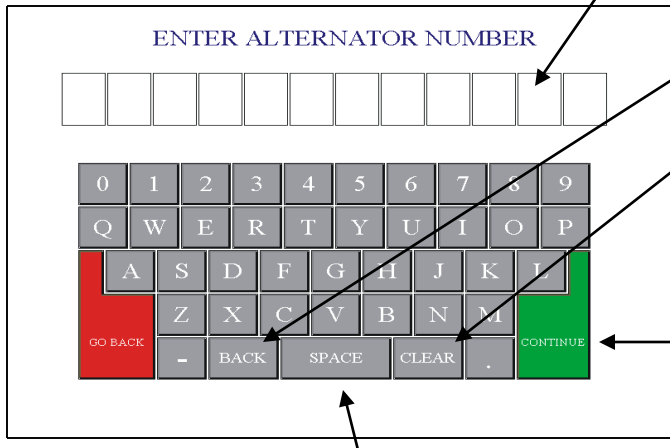 ENTER ALTERNATOR NUMBER
0 1 2 3 4 5 6 7 8 9
Q W E R T Y U I O P
A S D F G H J K L
Z X C V B N M
GO BACK - BACK SPACE CLEAR . CONTINUE